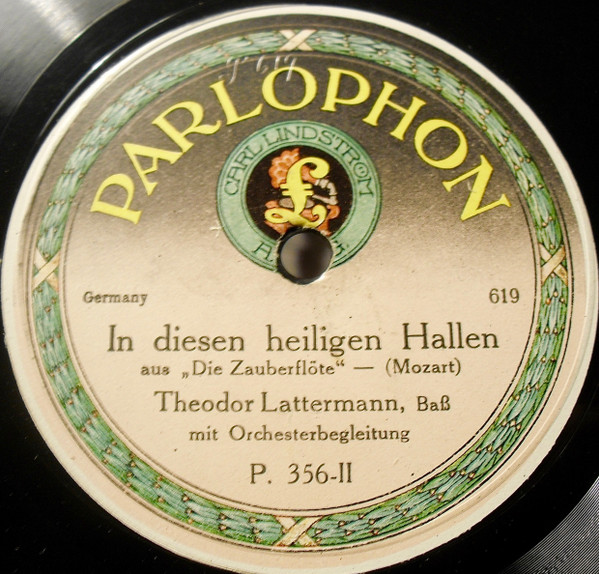 PARLOPHON
CARL LINDSTRÖM
£
Germany
619
In diesen heiligen Hallen
aus „Die Zauberflöte“ — (Mozart)
Theodor Lattermann, Baß
mit Orchesterbegleitung
P. 356-II